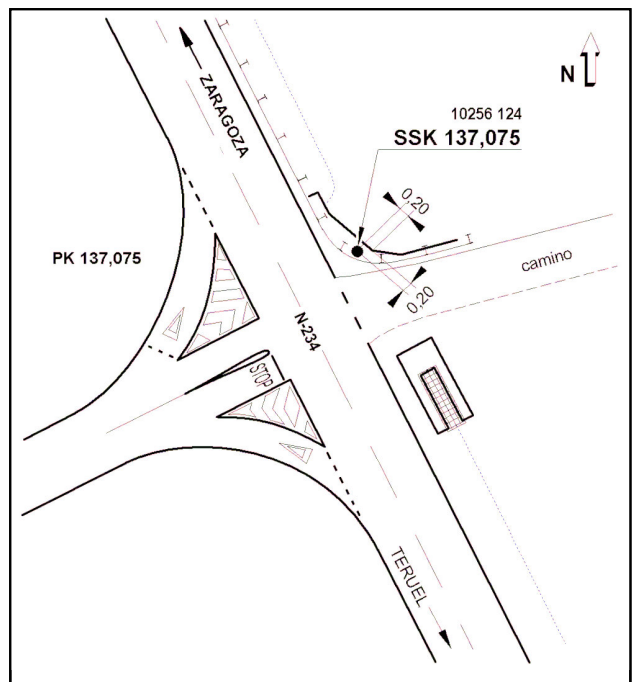 ZARAGOZA
N
10256 124
SSK 137,075
0,20
PK 137,075
camino
0,20
N-234
STOP
TERUEL